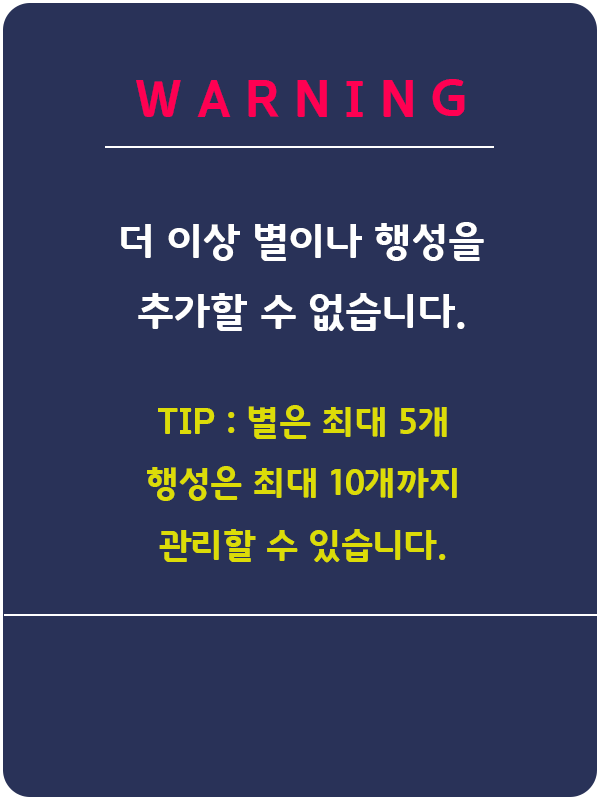 WARNING
더 이상 별이나 행성을
추가할 수 없습니다.
TIP : 별은 최대 5개
행성은 최대 10개까지
관리할 수 있습니다.